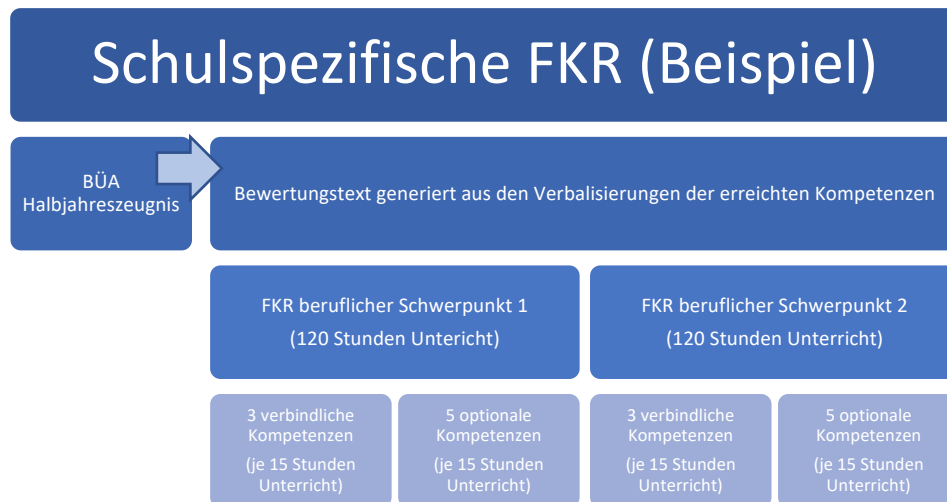 Schulspezifische FKR (Beispiel)
BÜA
Halbjahreszeugnis
Bewertungstext generiert aus den Verbalisierungen der erreichten Kompetenzen
FKR beruflicher Schwerpunkt 1
(120 Stunden Untericht)
FKR beruflicher Schwerpunkt 2
(120 Stunden Untericht)
3 verbindliche
Kompetenzen
(je 15 Stunden
Unterricht)
5 optionale
Kompetenzen
(je 15 Stunden
Unterricht)
3 verbindliche
Kompetenzen
(je 15 Stunden
Unterricht)
5 optionale
Kompetenzen
(je 15 Stunden
Unterricht)